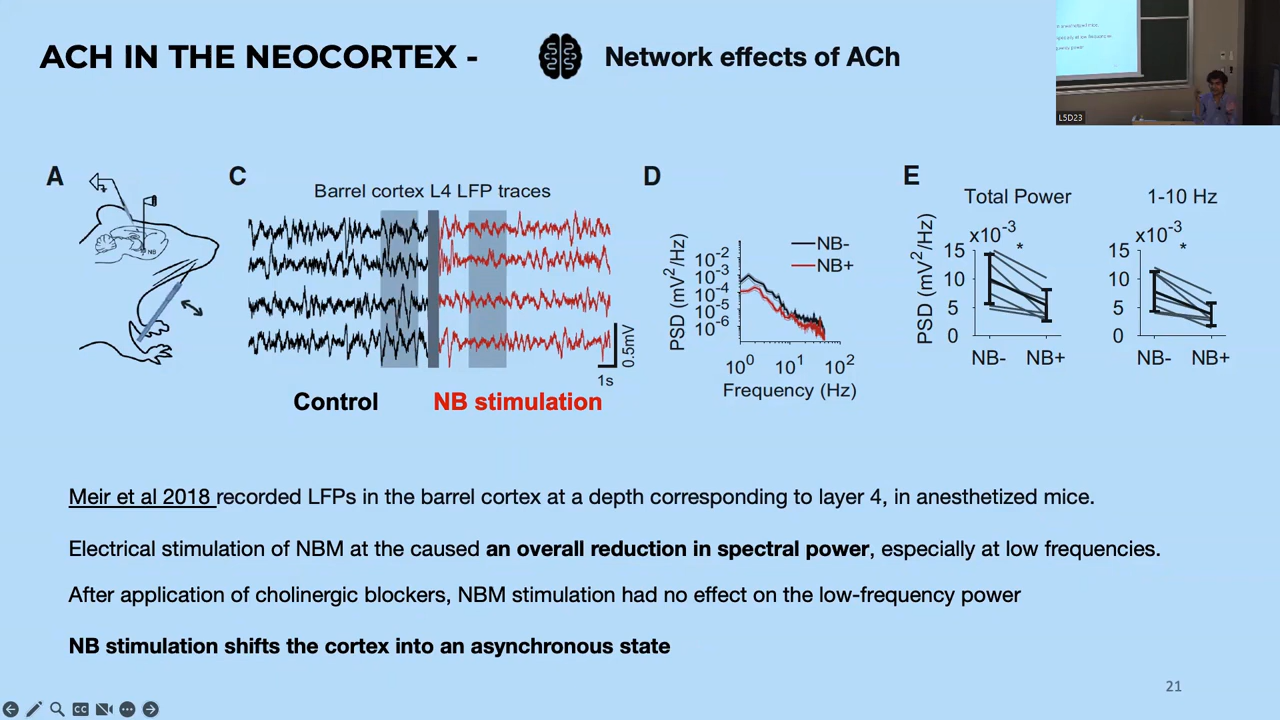 ACH IN THE NEOCORTEX -
Network effects of ACh
L5D23
A
NB
C
Barrel cortex L4 LFP traces
0.5mV
1s
Control
NB stimulation
D
PSD (mV²/Hz)
10⁻²
10⁻³
10⁻⁴
10⁻⁵
10⁻⁶
NB-
NB+
10⁰ 10¹ 10²
Frequency (Hz)
E
Total Power
x10⁻³
*
PSD (mV²/Hz)
15
10
5
0
NB- NB+
1-10 Hz
x10⁻³
*
15
10
5
0
NB- NB+
Meir et al 2018 recorded LFPs in the barrel cortex at a depth corresponding to layer 4, in anesthetized mice.
Electrical stimulation of NBM at the caused an overall reduction in spectral power, especially at low frequencies.
After application of cholinergic blockers, NBM stimulation had no effect on the low-frequency power
NB stimulation shifts the cortex into an asynchronous state
21
CC